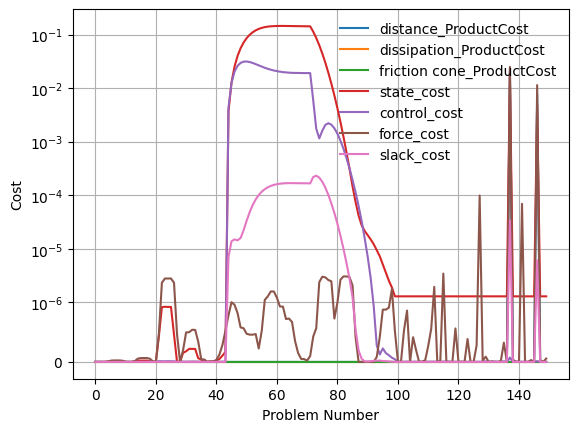 distance_ProductCost
dissipation_ProductCost
friction cone_ProductCost
state_cost
control_cost
force_cost
slack_cost
Cost
10⁻¹
10⁻²
10⁻³
10⁻⁴
10⁻⁵
10⁻⁶
0
0 20 40 60 80 100 120 140
Problem Number